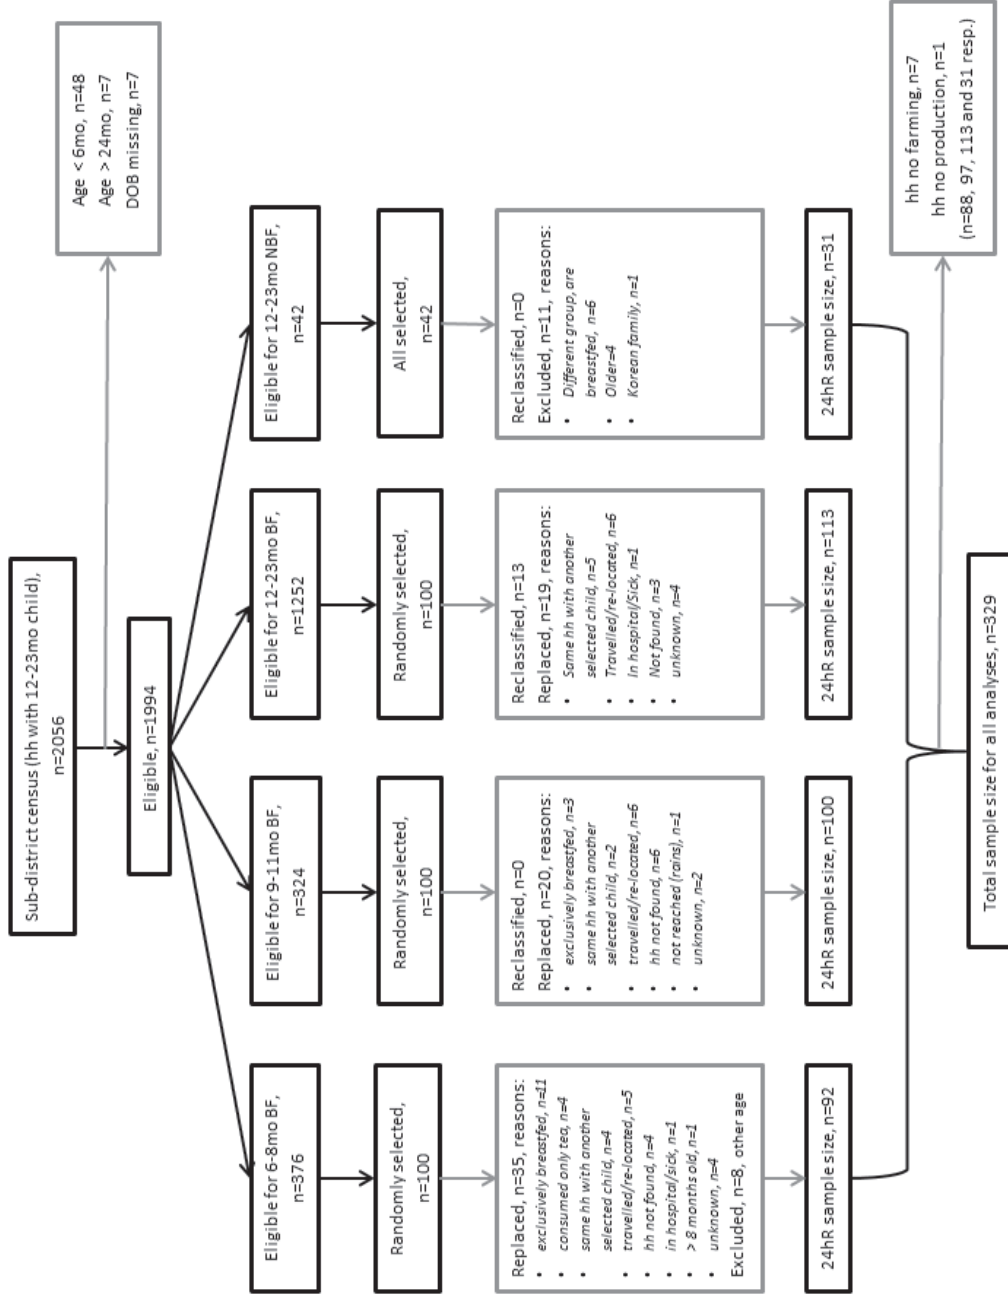 Sub-district census (hh with 12-23mo child),
n=2056
Age < 6mo, n=48
Age > 24mo, n=7
DOB missing, n=7
Eligible, n=1994
Eligible for 6-8mo BF,
n=376
Eligible for 9-11mo BF,
n=324
Eligible for 12-23mo BF,
n=1252
Eligible for 12-23mo NBF,
n=42
Randomly selected,
n=100
Randomly selected,
n=100
Randomly selected,
n=100
All selected,
n=42
Replaced, n=35, reasons:
• exclusively breastfed, n=11
• consumed only tea, n=4
• same hh with another
selected child, n=4
• travelled/re-located, n=5
• hh not found, n=4
• in hospital/sick, n=1
• > 8 months old, n=1
• unknown, n=4
Excluded, n=8, other age
Reclassified, n=0
Replaced, n=20, reasons:
• exclusively breastfed, n=3
• same hh with another
selected child, n=2
• travelled/re-located, n=6
• hh not found, n=6
• not reached (rains), n=1
• unknown, n=2
Reclassified, n=13
Replaced, n=19, reasons:
• Same hh with another
selected child, n=5
• Travelled/re-located, n=6
• In hospital/Sick, n=1
• Not found, n=3
• unknown, n=4
Reclassified, n=0
Excluded, n=11, reasons:
• Different group, are
breastfed, n=6
• Older=4
• Korean family, n=1
24hR sample size, n=92
24hR sample size, n=100
24hR sample size, n=113
24hR sample size, n=31
hh no farming, n=7
hh no production, n=1
(n=88, 97, 113 and 31 resp.)
Total sample size for all analyses, n=329